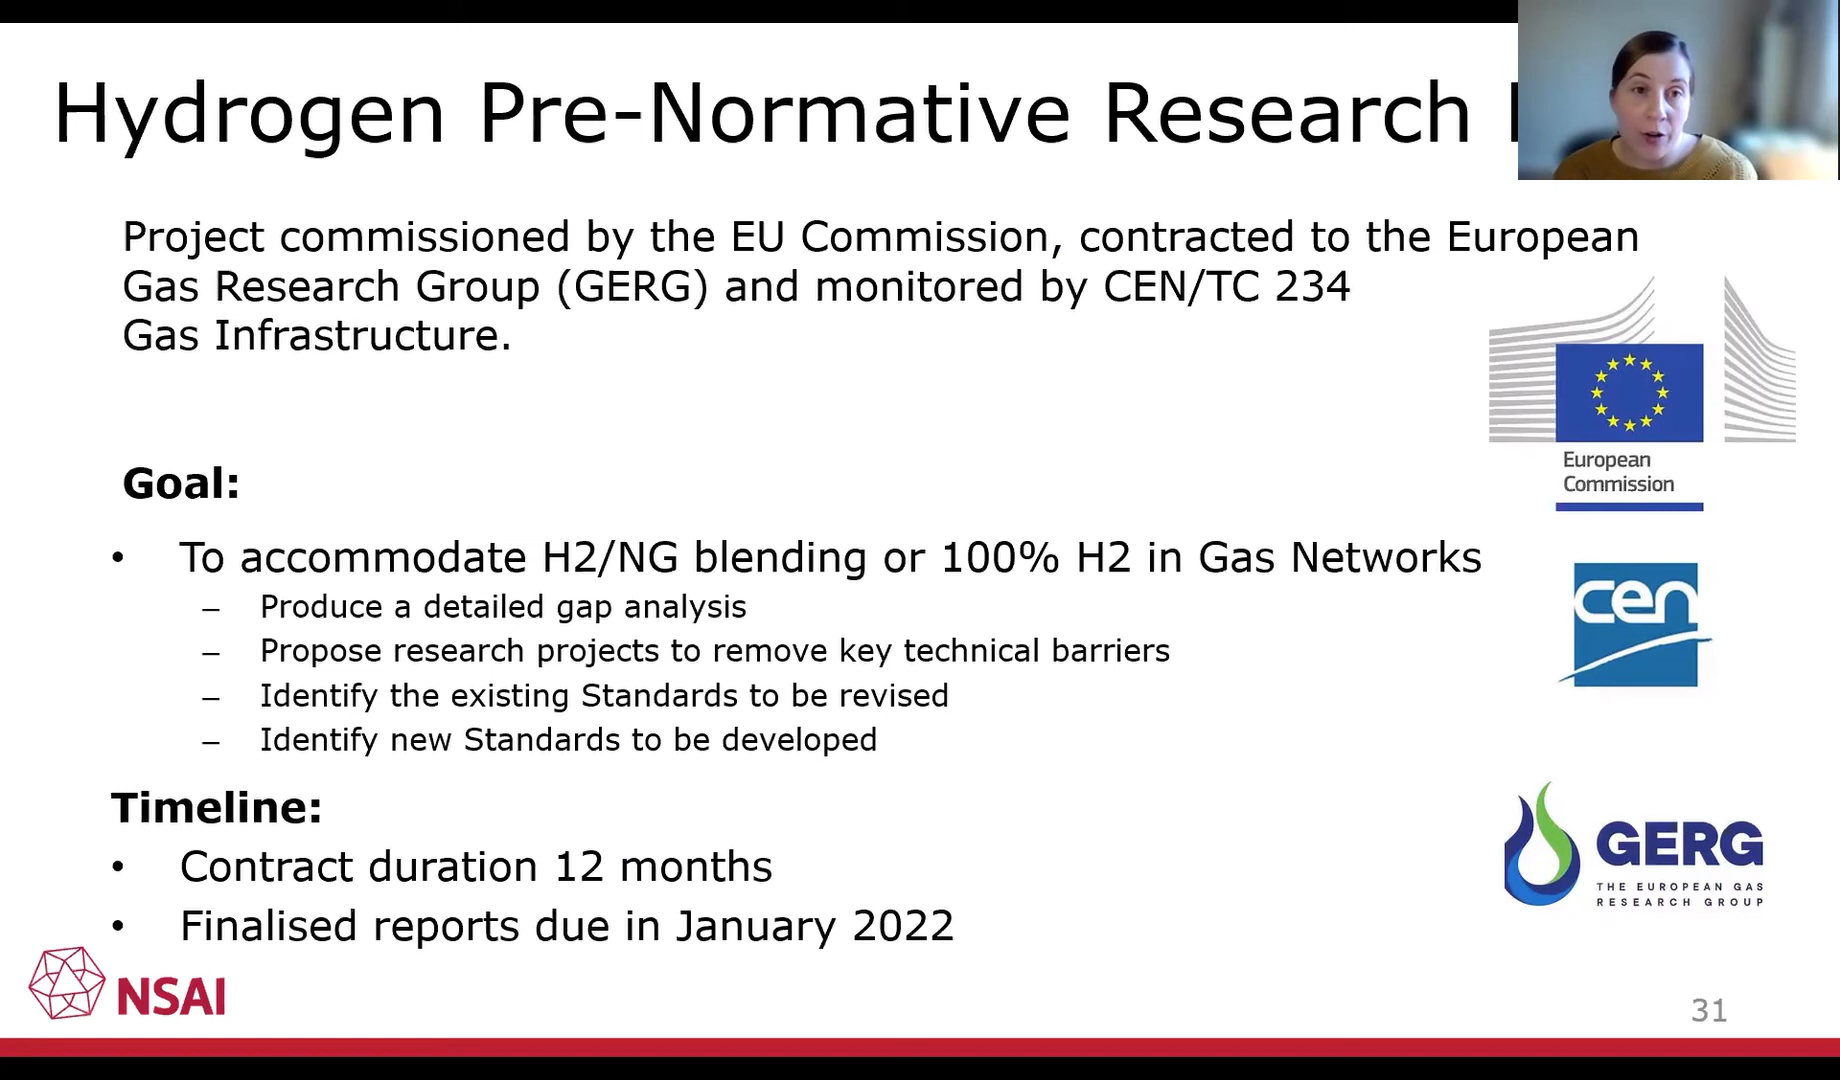 Hydrogen Pre-Normative Research
Project commissioned by the EU Commission, contracted to the European
Gas Research Group (GERG) and monitored by CEN/TC 234
Gas Infrastructure.
European
Commission
Goal:
• To accommodate H2/NG blending or 100% H2 in Gas Networks
– Produce a detailed gap analysis
– Propose research projects to remove key technical barriers
– Identify the existing Standards to be revised
– Identify new Standards to be developed
cen
Timeline:
• Contract duration 12 months
• Finalised reports due in January 2022
GERG
THE EUROPEAN GAS
RESEARCH GROUP
NSAI
31